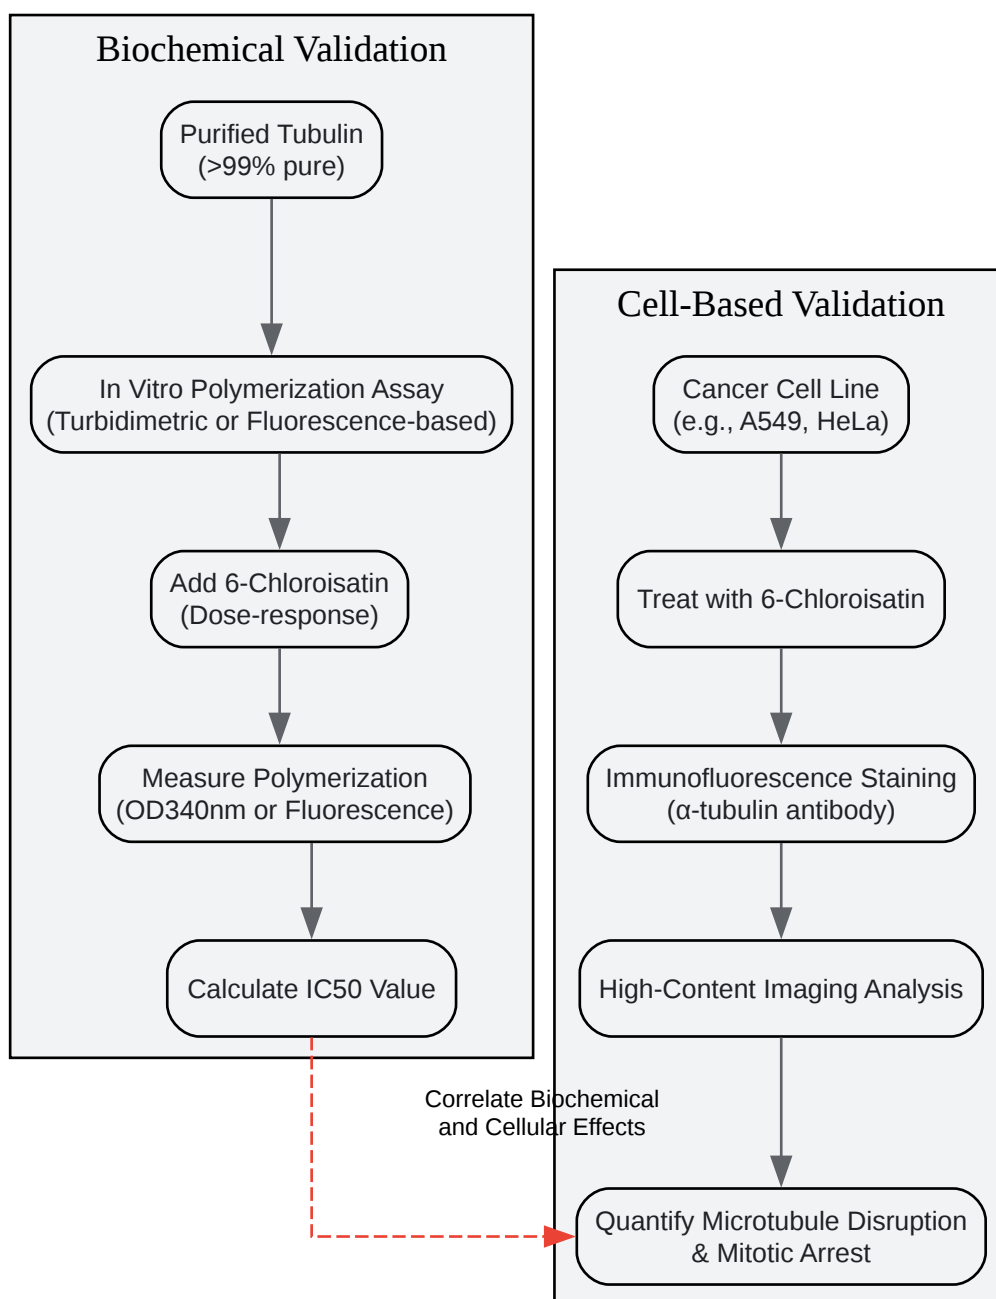 Biochemical Validation
Purified Tubulin
(>99% pure)
In Vitro Polymerization Assay
(Turbidimetric or Fluorescence-based)
Add 6-Chloroisatin
(Dose-response)
Measure Polymerization
(OD340nm or Fluorescence)
Calculate IC50 Value
Correlate Biochemical
and Cellular Effects
Cell-Based Validation
Cancer Cell Line
(e.g., A549, HeLa)
Treat with 6-Chloroisatin
Immunofluorescence Staining
(α-tubulin antibody)
High-Content Imaging Analysis
Quantify Microtubule Disruption
& Mitotic Arrest